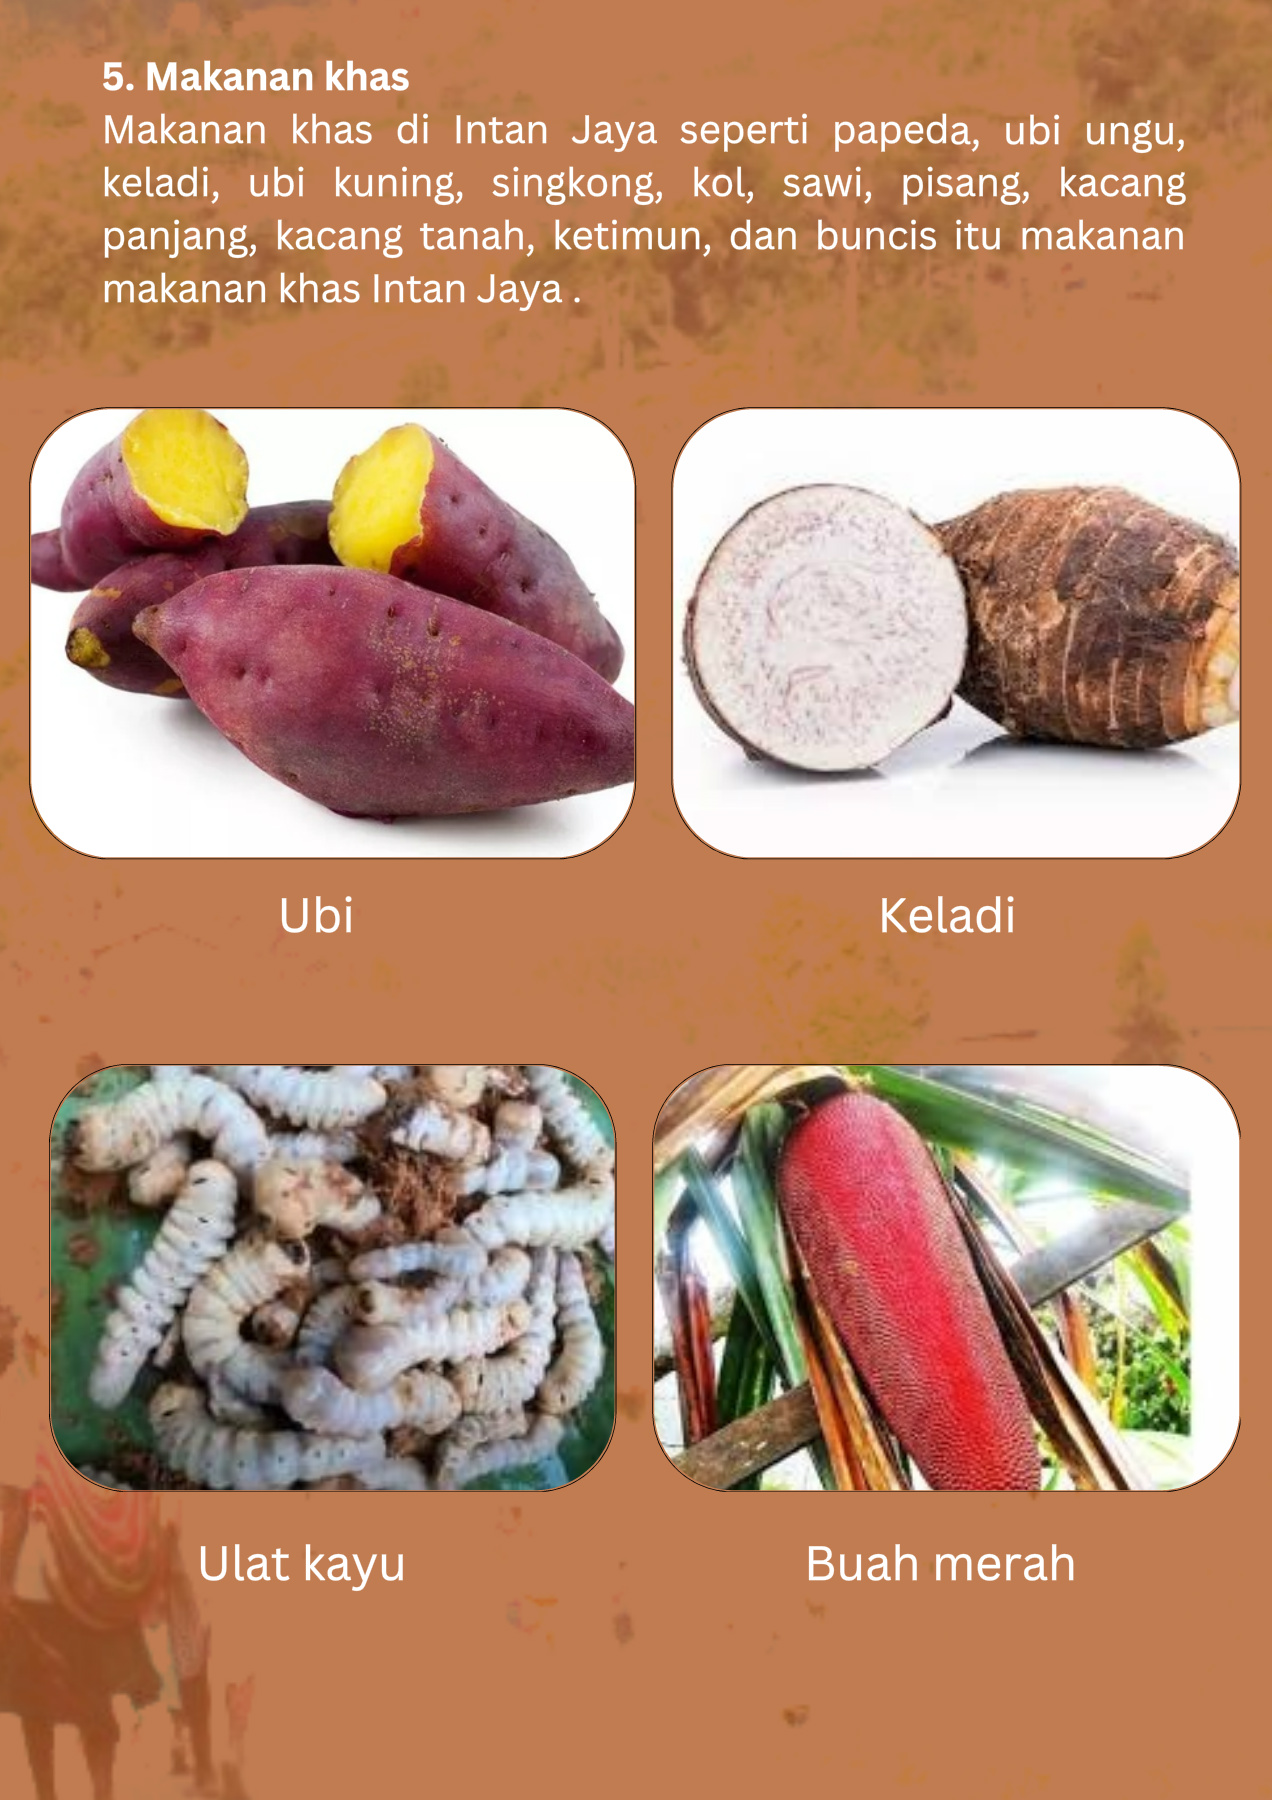 5. Makanan khas
Makanan khas di Intan Jaya seperti papeda, ubi ungu,
keladi, ubi kuning, singkong, kol, sawi, pisang, kacang
panjang, kacang tanah, ketimun, dan buncis itu makanan
makanan khas Intan Jaya .
Ubi
Keladi
Ulat kayu
Buah merah